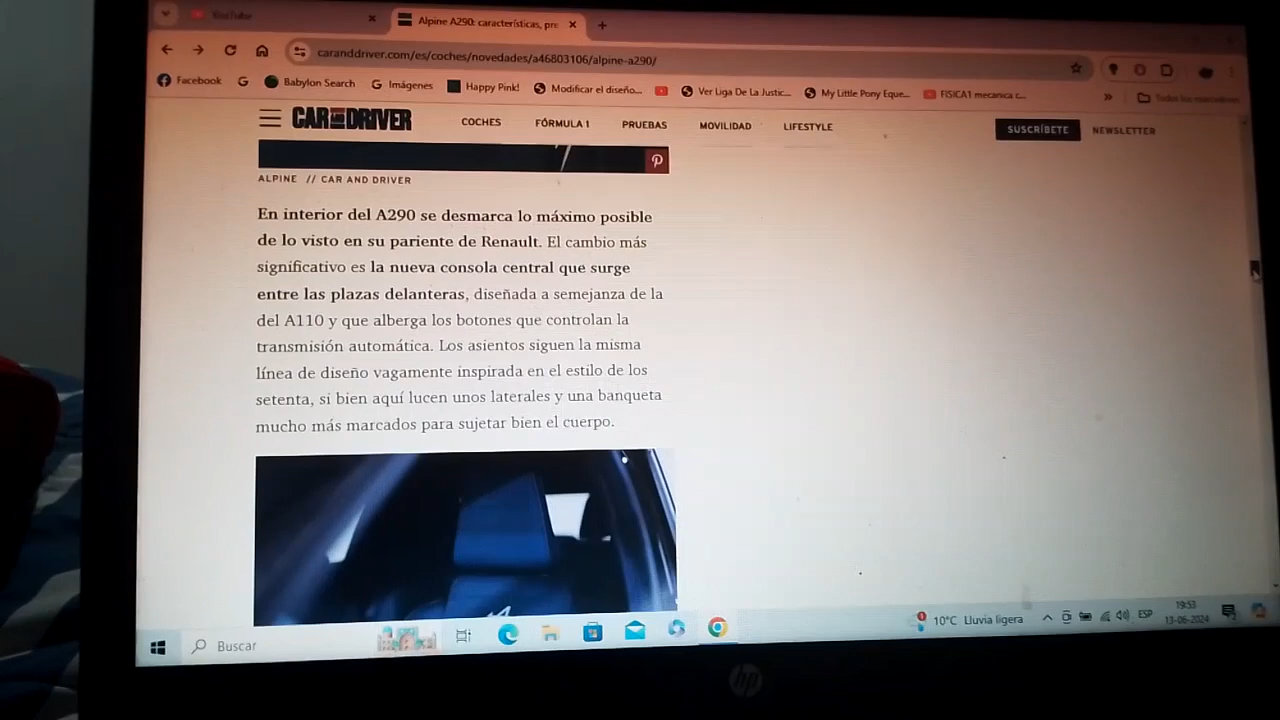 YouTube
Alpine A290: características, pre
caranddriver.com/es/coches/novedades/a46803106/alpine-a290/
Facebook
Babylon Search
Imágenes
Happy Pink!
Modificar el diseño...
Ver Liga De La Justic...
My Little Pony Eque...
FISICA1 mecanica c...
Todos los marcadores
CAR AND DRIVER
COCHES
FÓRMULA 1
PRUEBAS
MOVILIDAD
LIFESTYLE
SUSCRÍBETE
NEWSLETTER
ALPINE // CAR AND DRIVER
En interior del A290 se desmarca lo máximo posible
de lo visto en su pariente de Renault. El cambio más
significativo es la nueva consola central que surge
entre las plazas delanteras, diseñada a semejanza de la
del A110 y que alberga los botones que controlan la
transmisión automática. Los asientos siguen la misma
línea de diseño vagamente inspirada en el estilo de los
setenta, si bien aquí lucen unos laterales y una banqueta
mucho más marcados para sujetar bien el cuerpo.
Buscar
10°C Lluvia ligera
ESP
19:53
13-06-2024
hp